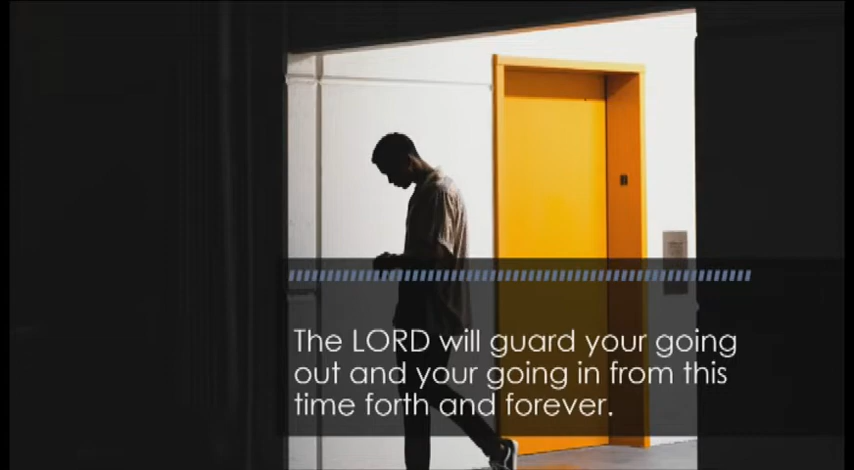 The LORD will guard your going
out and your going in from this
time forth and forever.